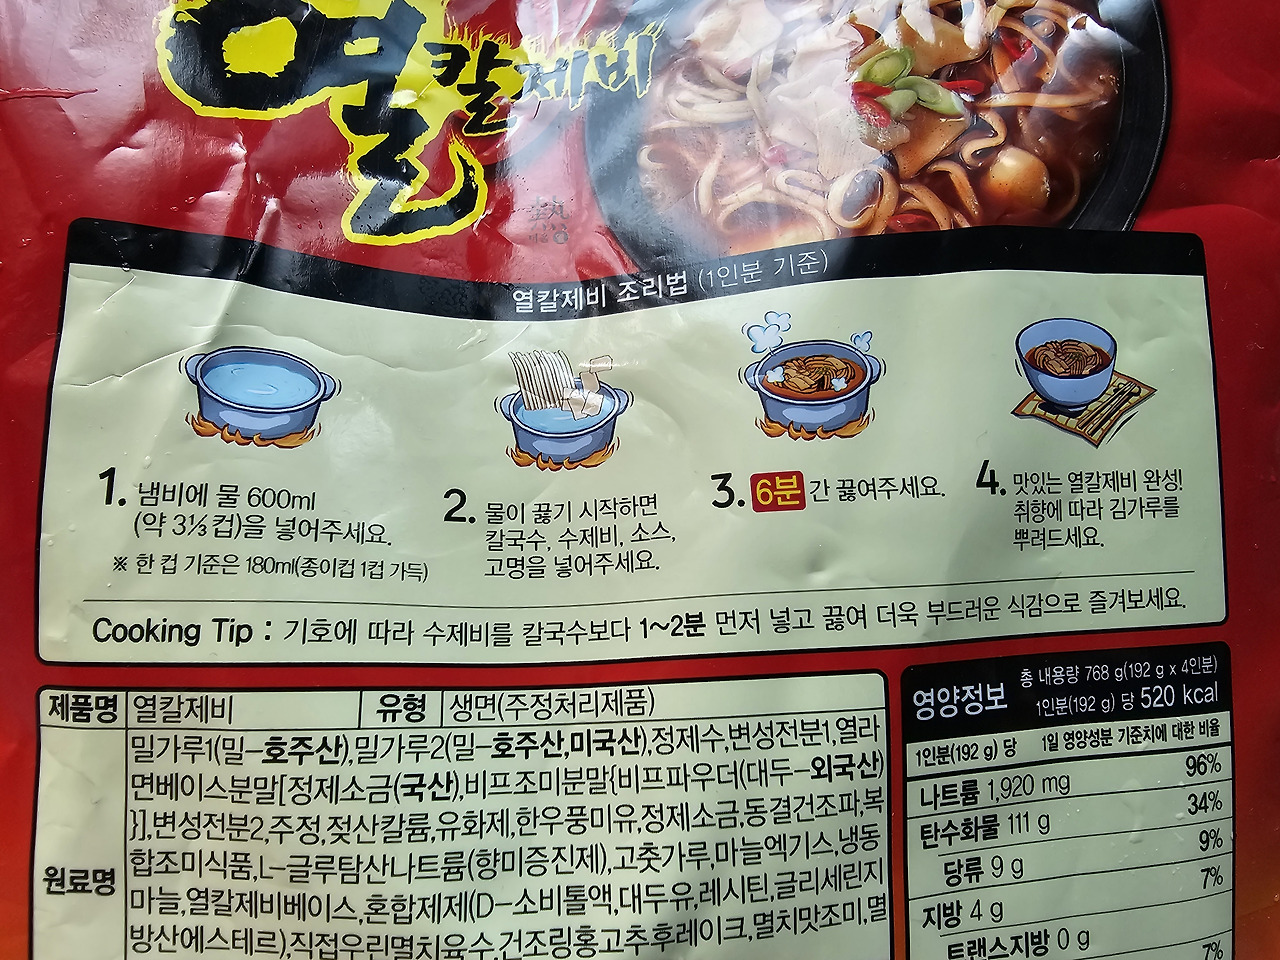 열칼제비
열칼제비 조리법 (1인분 기준)
1. 냄비에 물 600ml
(약 3⅓컵)을 넣어주세요.
※ 한 컵 기준은 180ml(종이컵 1컵 가득)
2. 물이 끓기 시작하면
칼국수, 수제비, 소스,
고명을 넣어주세요.
3. 6분 간 끓여주세요.
4. 맛있는 열칼제비 완성!
취향에 따라 김가루를
뿌려드세요.
Cooking Tip : 기호에 따라 수제비를 칼국수보다 1~2분 먼저 넣고 끓여 더욱 부드러운 식감으로 즐겨보세요.
제품명 열칼제비 유형 생면(주정처리제품)
원료명
밀가루1(밀-호주산),밀가루2(밀-호주산,미국산),정제수,변성전분1,열라
면베이스분말[정제소금(국산),비프조미분말{비프파우더(대두-외국산)
}],변성전분2,주정,젖산칼륨,유화제,한우풍미유,정제소금,동결건조파,복
합조미식품,L-글루탐산나트륨(향미증진제),고춧가루,마늘엑기스,냉동
마늘,열칼제비베이스,혼합제제(D-소비톨액,대두유,레시틴,글리세린지
방산에스테르),직접우린멸치육수,건조링홍고추후레이크,멸치맛조미,멸
영양정보
총 내용량 768 g(192 g x 4인분)
1인분(192 g) 당 520 kcal
1인분(192 g) 당 1일 영양성분 기준치에 대한 비율
나트륨 1,920 mg 96%
탄수화물 111 g 34%
당류 9 g 9%
지방 4 g 7%
트랜스지방 0 g
7%